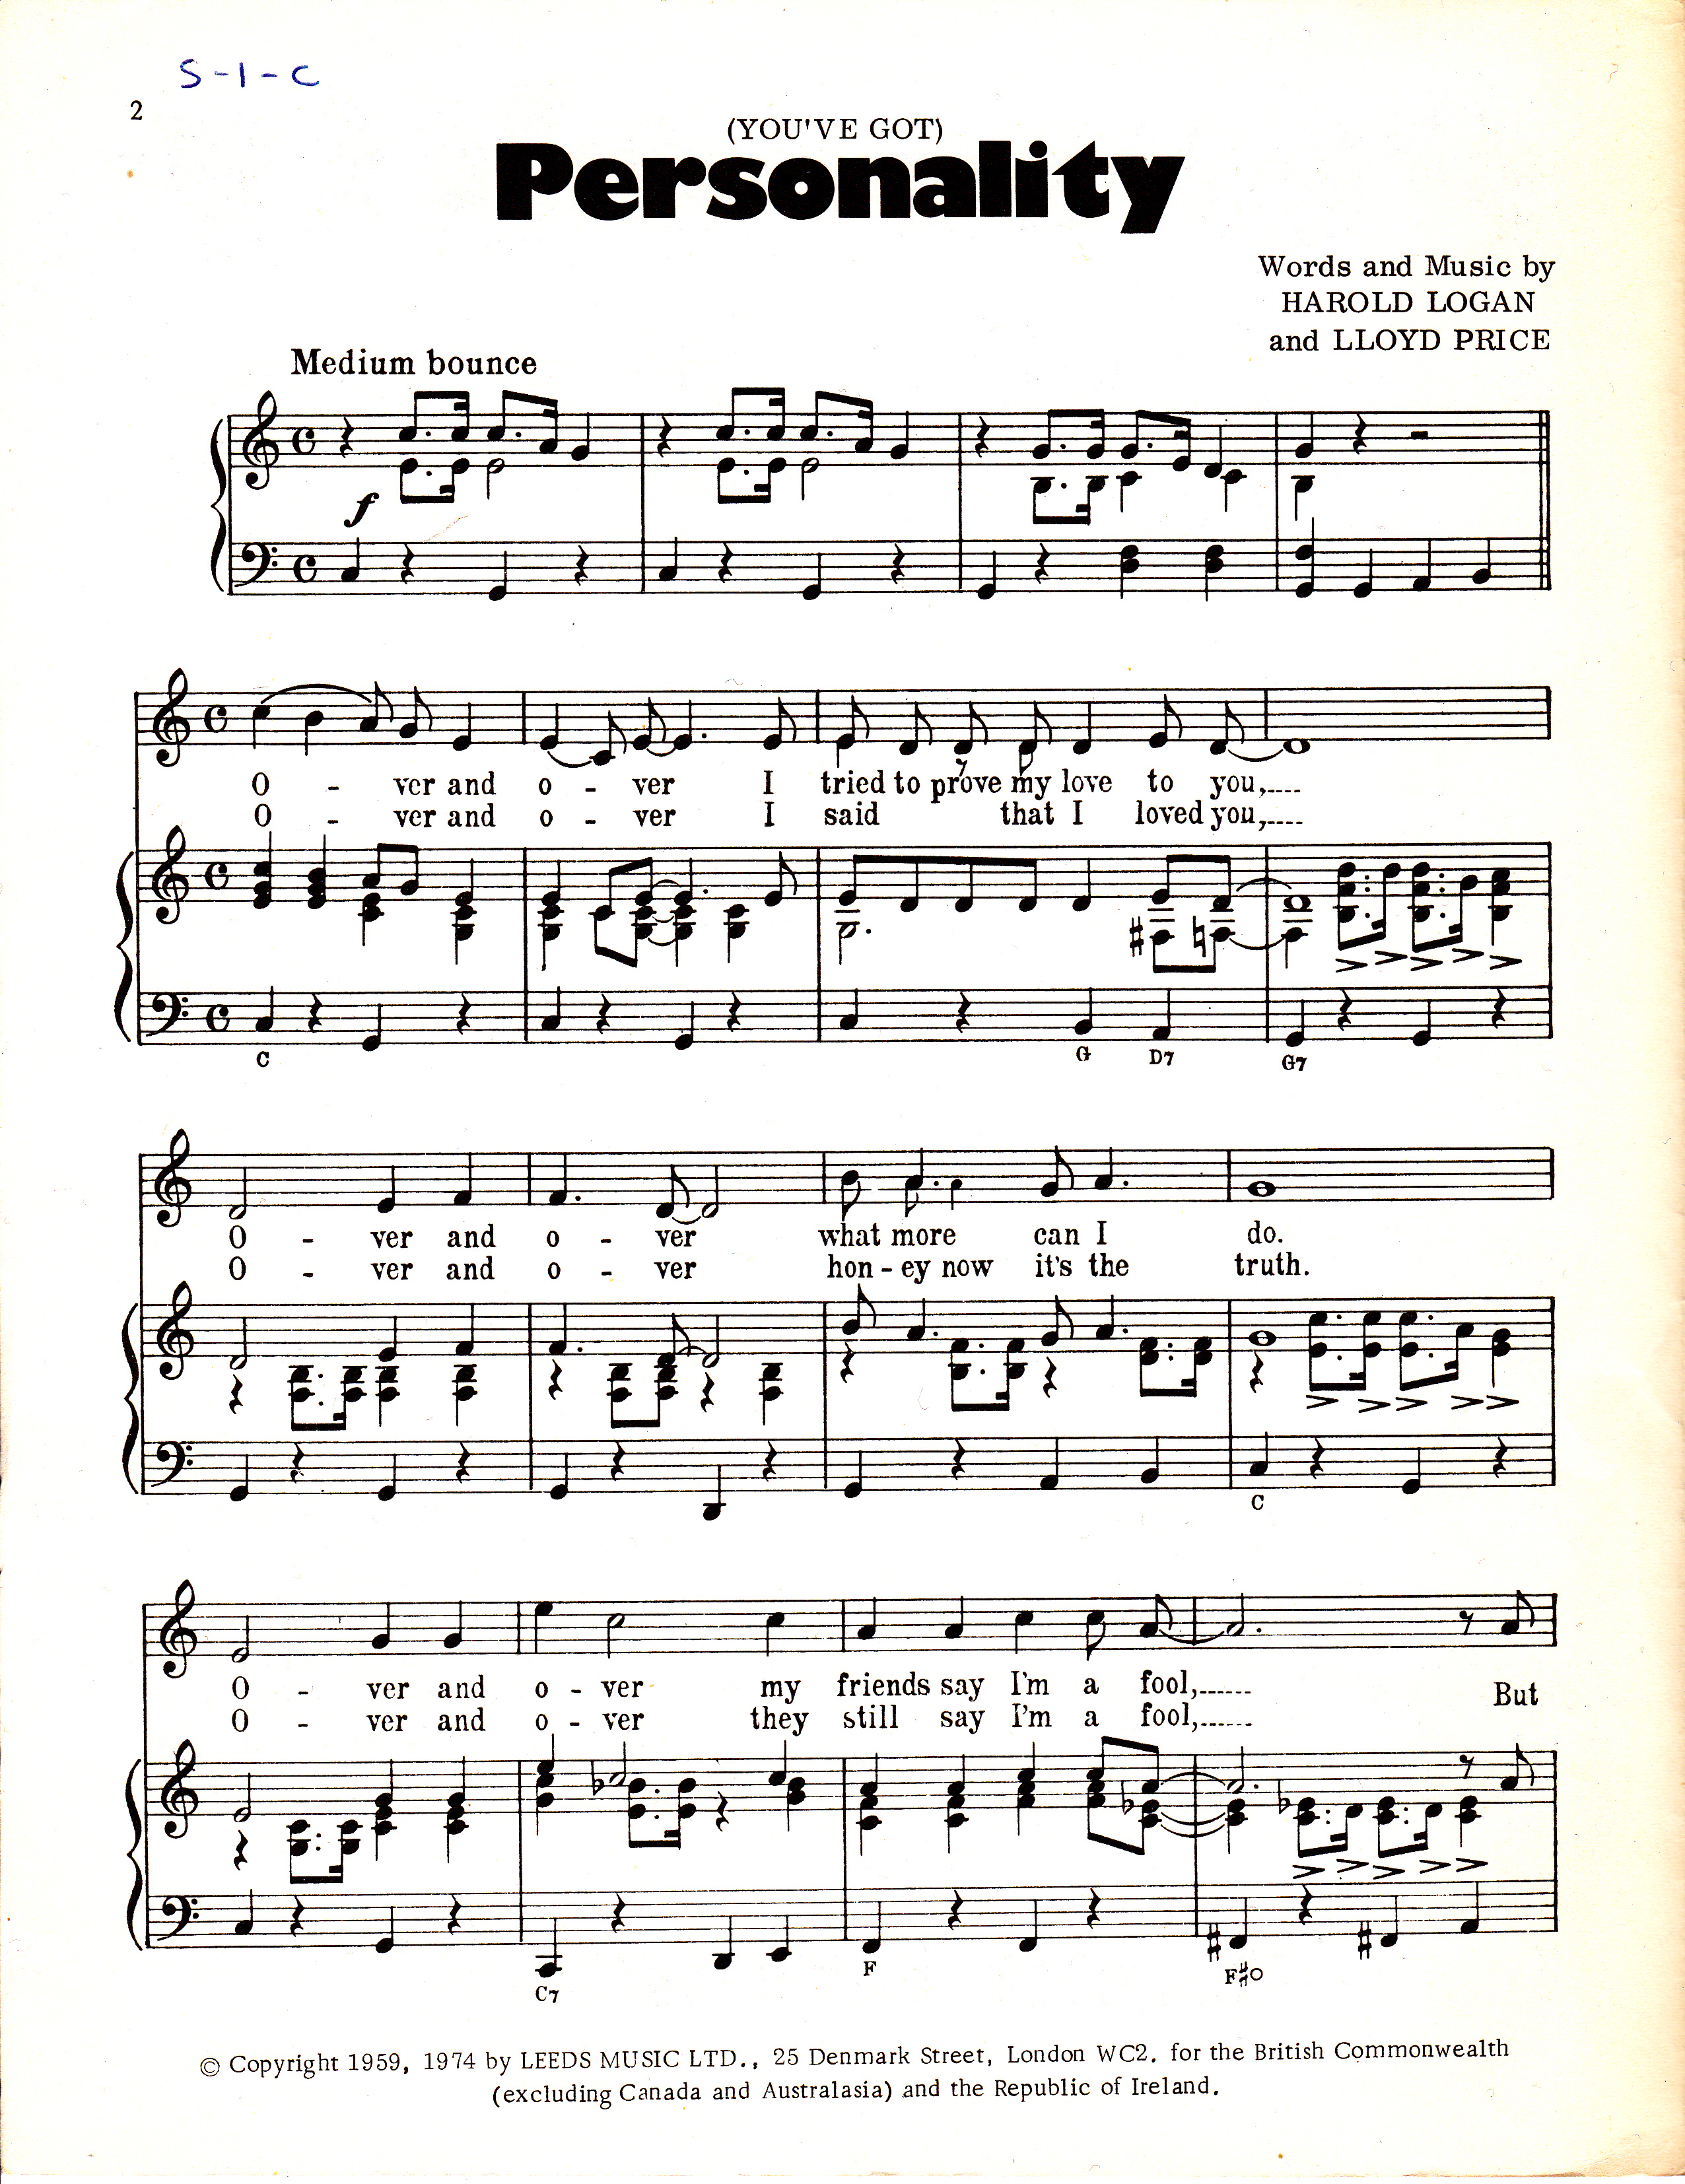 S-1-C
2
(YOU'VE GOT)
Personality
Words and Music by
HAROLD LOGAN
and LLOYD PRICE
Medium bounce
f
O - ver and o - ver I tried to prove my love to you,....
O - ver and o - ver I said that I loved you,....
C G D7 G7
O - ver and o - ver what more can I do.
O - ver and o - ver hon - ey now it's the truth.
C
O - ver and o - ver my friends say I'm a fool,...... But
O - ver and o - ver they still say I'm a fool,......
C7 F F♯O
© Copyright 1959, 1974 by LEEDS MUSIC LTD., 25 Denmark Street, London WC2. for the British Commonwealth
(excluding Canada and Australasia) and the Republic of Ireland.